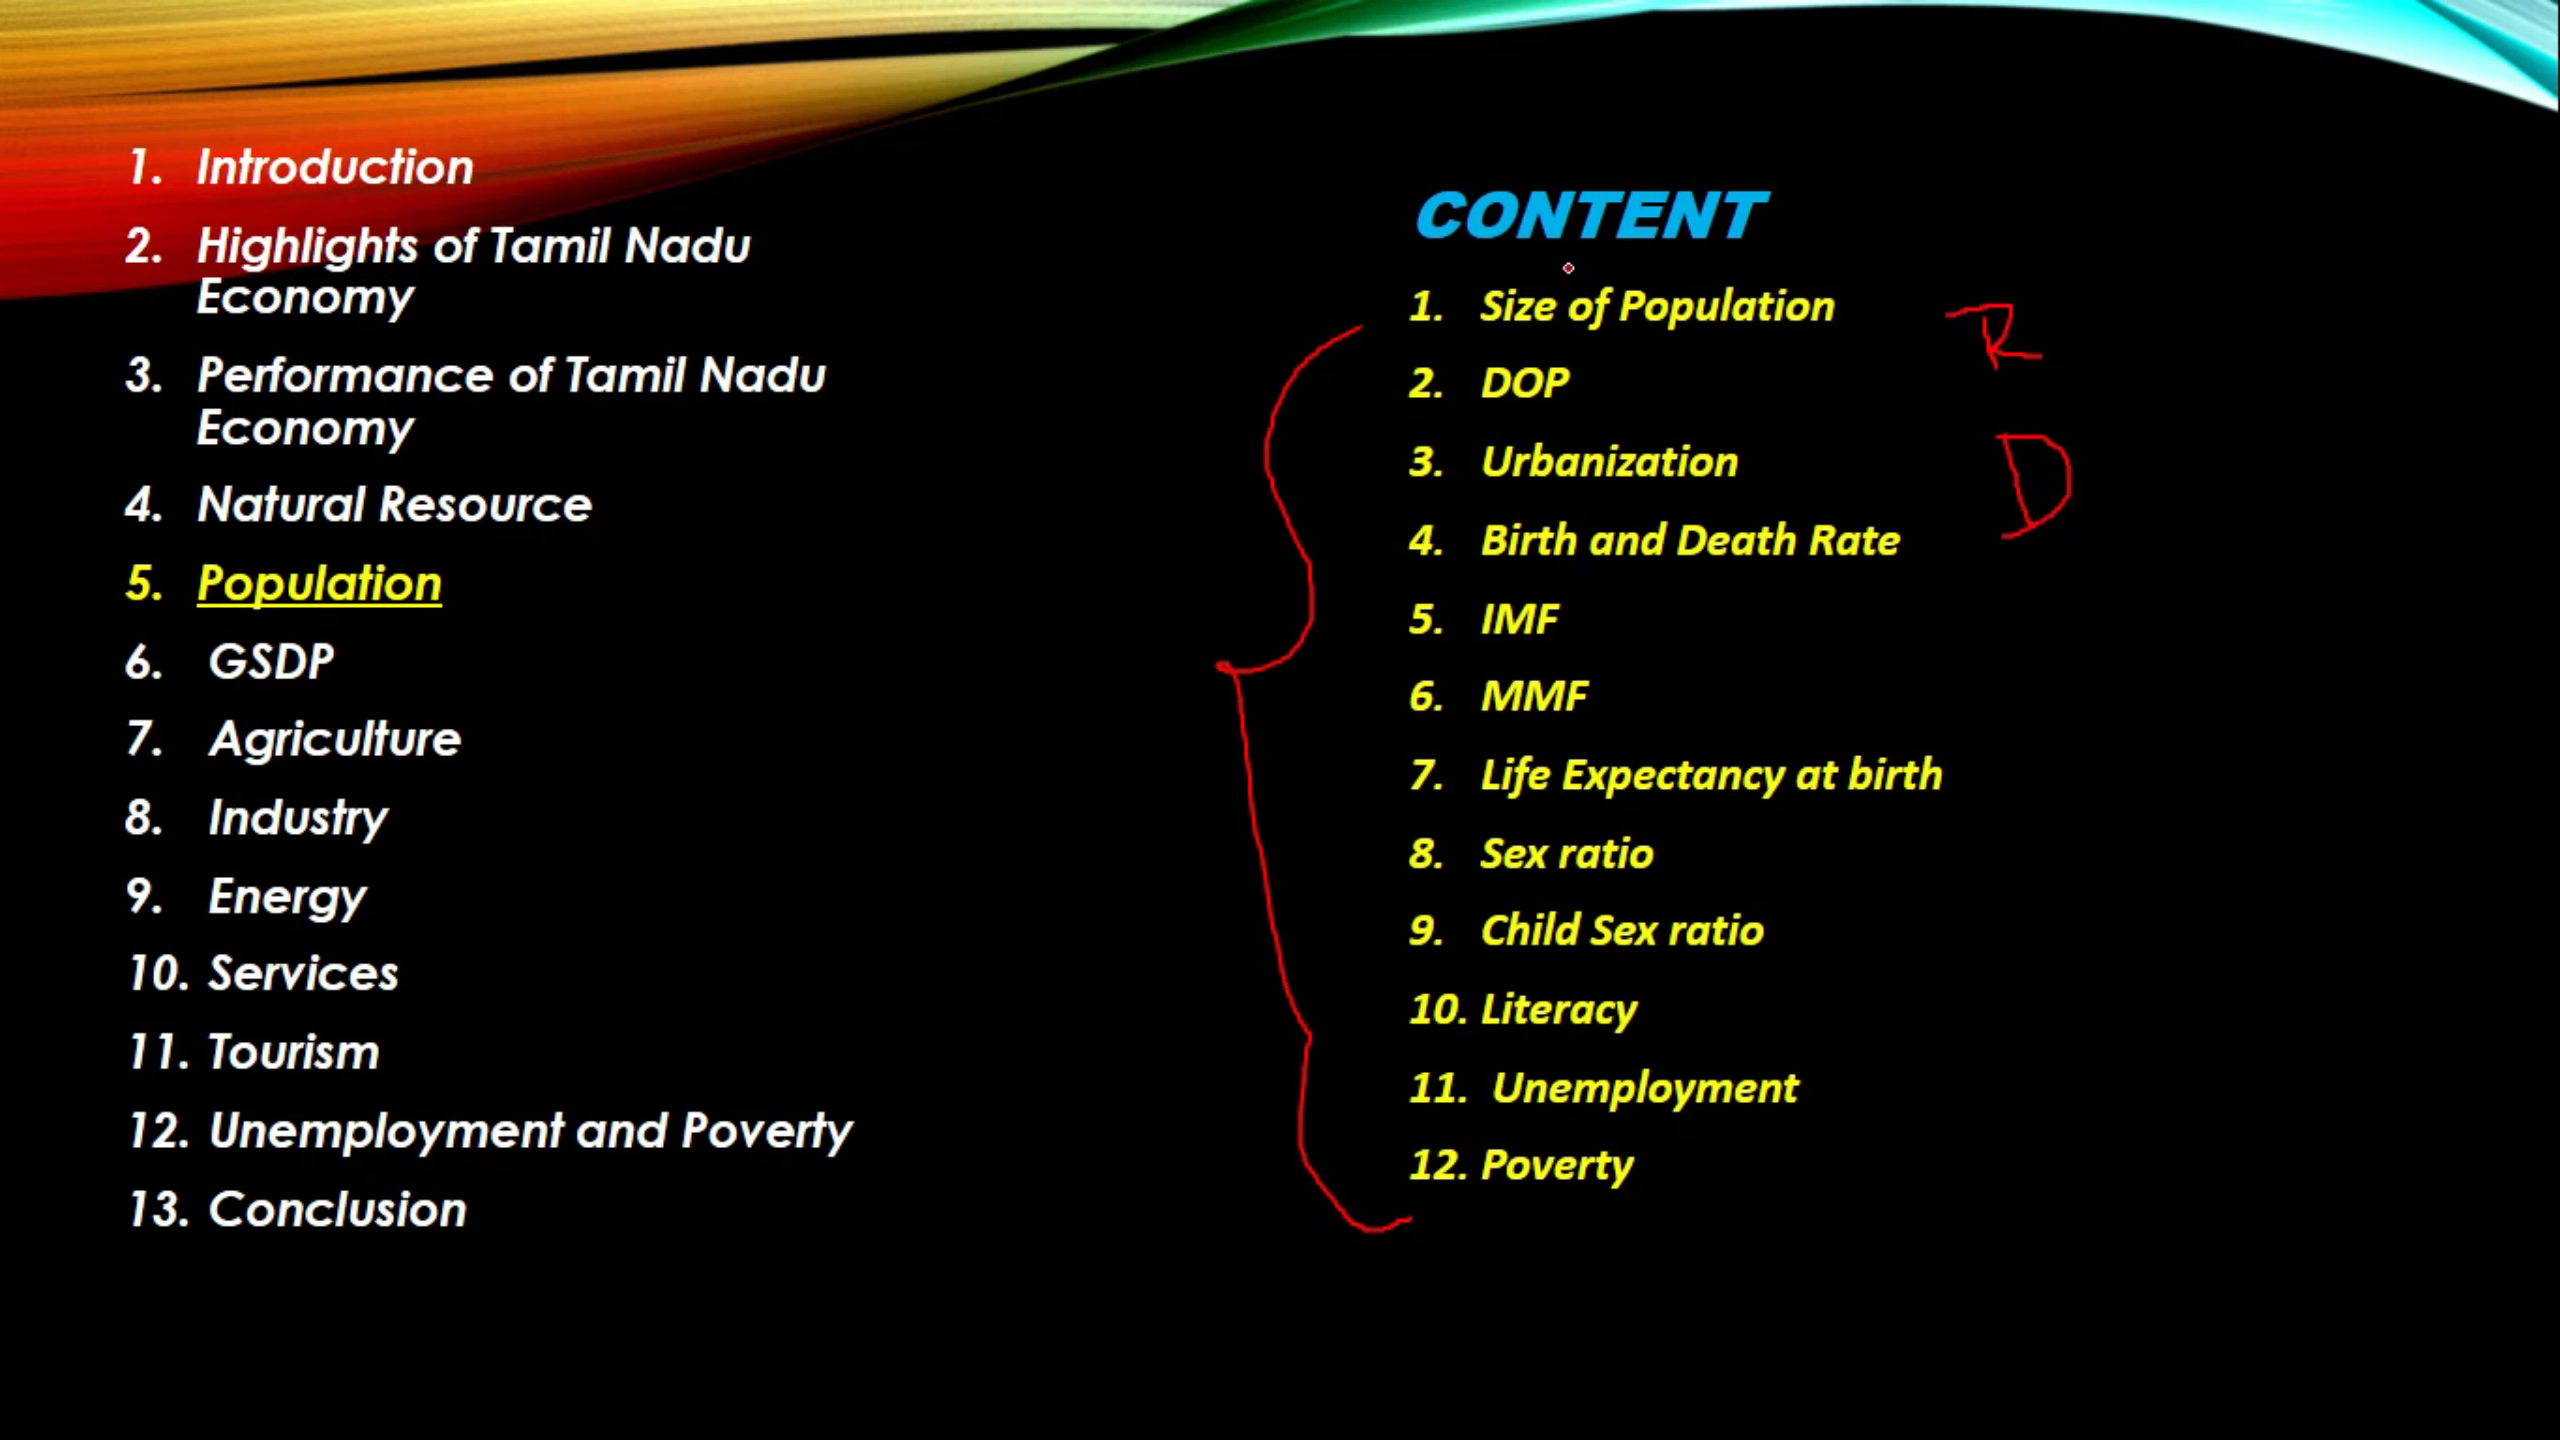 1. Introduction
2. Highlights of Tamil Nadu
Economy
3. Performance of Tamil Nadu
Economy
4. Natural Resource
5. Population
6. GSDP
7. Agriculture
8. Industry
9. Energy
10. Services
11. Tourism
12. Unemployment and Poverty
13. Conclusion
CONTENT
1. Size of Population
R
2. DOP
3. Urbanization
D
4. Birth and Death Rate
5. IMF
6. MMF
7. Life Expectancy at birth
8. Sex ratio
9. Child Sex ratio
10. Literacy
11. Unemployment
12. Poverty